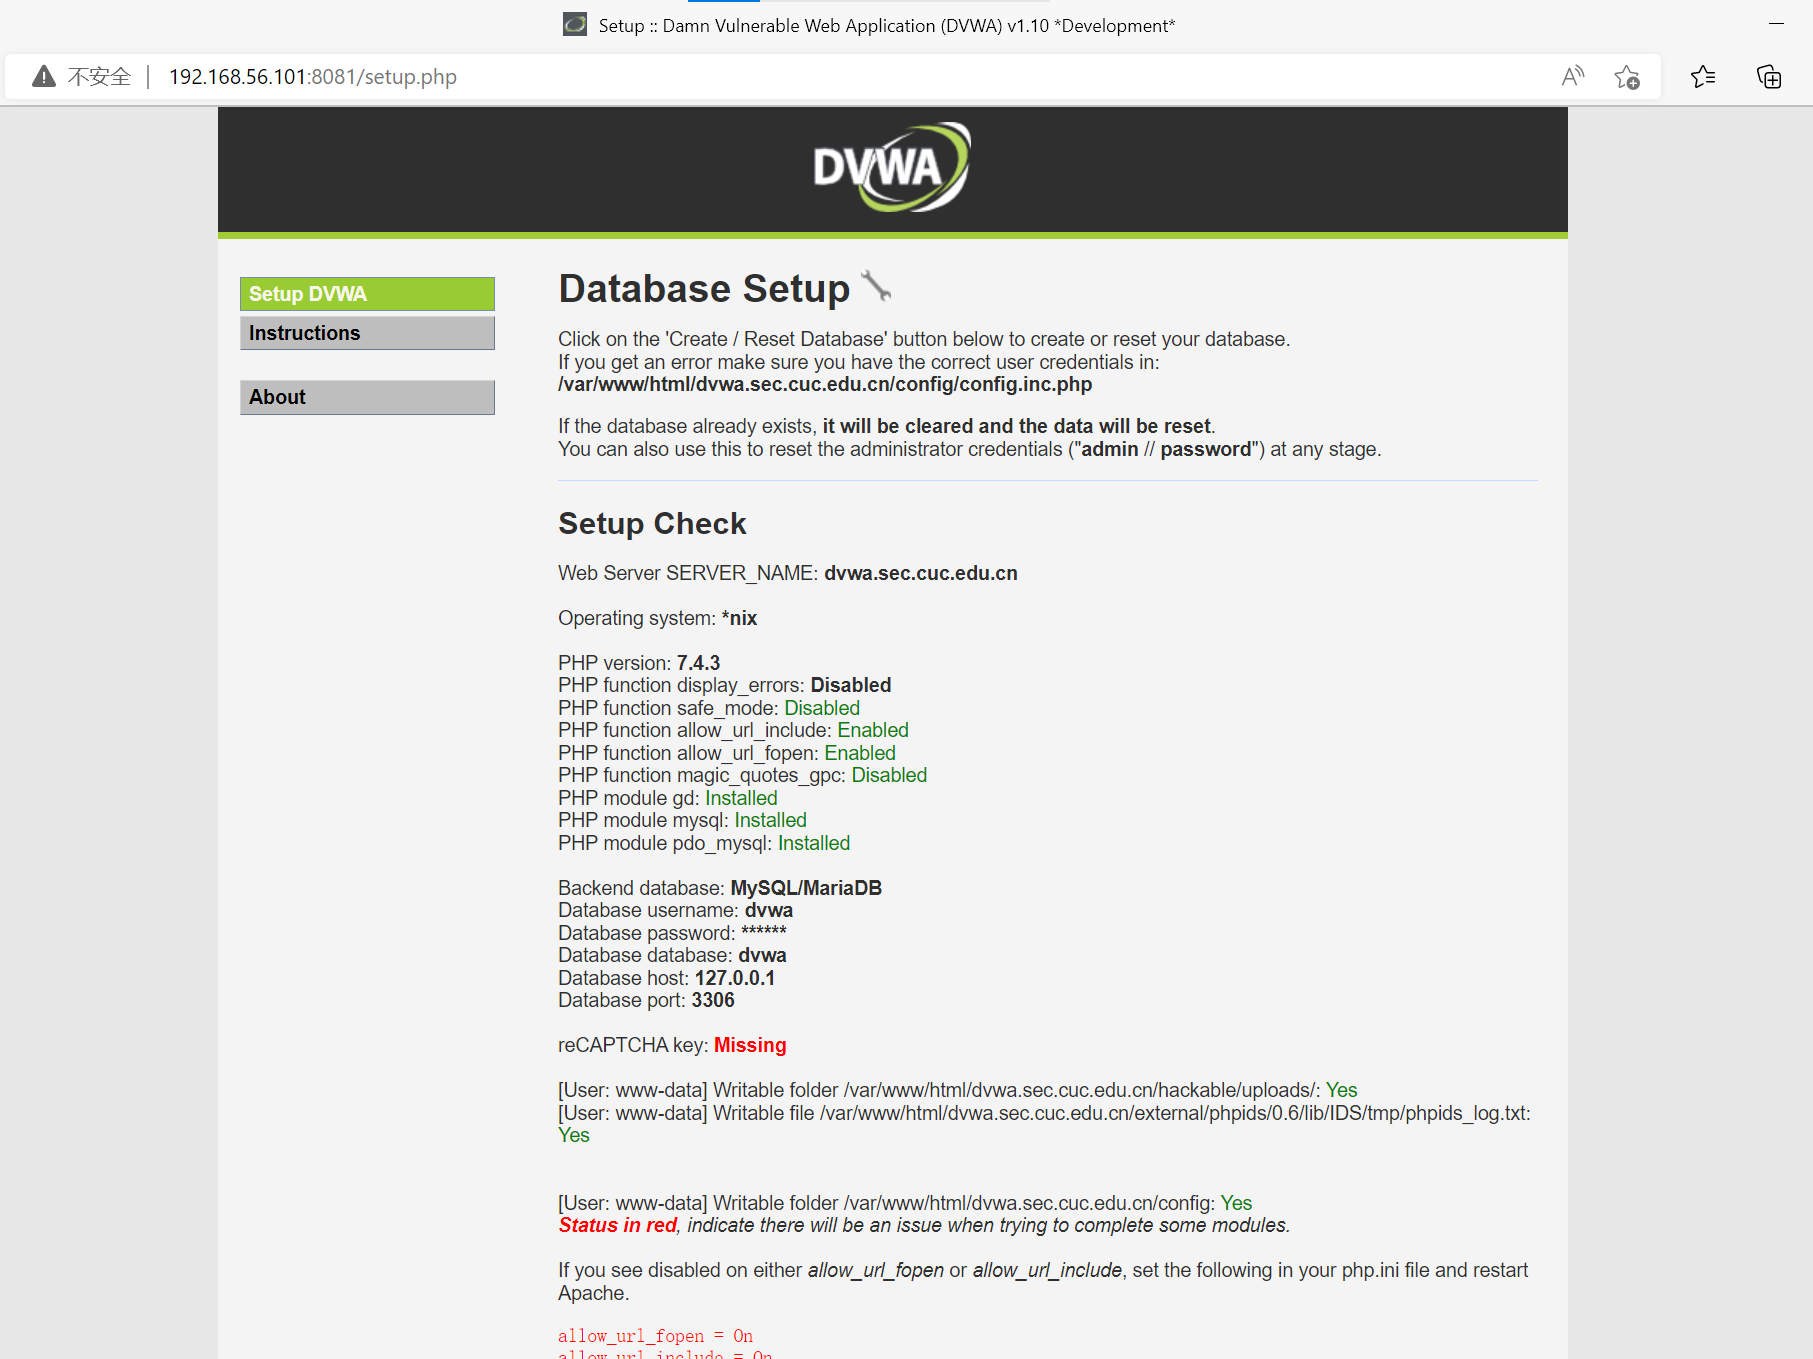 Setup :: Damn Vulnerable Web Application (DVWA) v1.10 *Development*
不安全 192.168.56.101:8081/setup.php
DVWA
Setup DVWA
Instructions
About
Database Setup
Click on the 'Create / Reset Database' button below to create or reset your database.
If you get an error make sure you have the correct user credentials in:
/var/www/html/dvwa.sec.cuc.edu.cn/config/config.inc.php
If the database already exists, it will be cleared and the data will be reset.
You can also use this to reset the administrator credentials ("admin // password") at any stage.
Setup Check
Web Server SERVER_NAME: dvwa.sec.cuc.edu.cn
Operating system: *nix
PHP version: 7.4.3
PHP function display_errors: Disabled
PHP function safe_mode: Disabled
PHP function allow_url_include: Enabled
PHP function allow_url_fopen: Enabled
PHP function magic_quotes_gpc: Disabled
PHP module gd: Installed
PHP module mysql: Installed
PHP module pdo_mysql: Installed
Backend database: MySQL/MariaDB
Database username: dvwa
Database password: ******
Database database: dvwa
Database host: 127.0.0.1
Database port: 3306
reCAPTCHA key: Missing
[User: www-data] Writable folder /var/www/html/dvwa.sec.cuc.edu.cn/hackable/uploads/: Yes
[User: www-data] Writable file /var/www/html/dvwa.sec.cuc.edu.cn/external/phpids/0.6/lib/IDS/tmp/phpids_log.txt:
Yes
[User: www-data] Writable folder /var/www/html/dvwa.sec.cuc.edu.cn/config: Yes
Status in red, indicate there will be an issue when trying to complete some modules.
If you see disabled on either allow_url_fopen or allow_url_include, set the following in your php.ini file and restart
Apache.
allow_url_fopen = On
allow_url_include = On